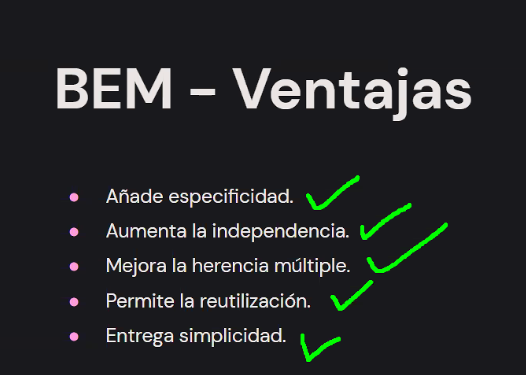 BEM - Ventajas
Añade especificidad.
Aumenta la independencia.
Mejora la herencia múltiple.
Permite la reutilización.
Entrega simplicidad.